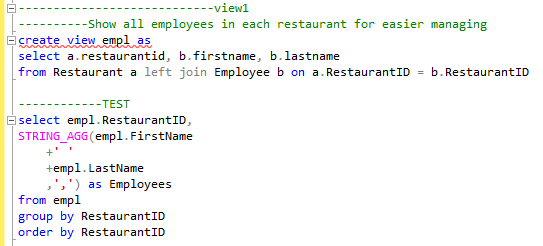 ----------------------------view1
----------Show all employees in each restaurant for easier managing
create view empl as
select a.restaurantid, b.firstname, b.lastname
from Restaurant a left join Employee b on a.RestaurantID = b.RestaurantID
------------TEST
select empl.RestaurantID,
STRING_AGG(empl.FirstName
+' '
+empl.LastName
,',') as Employees
from empl
group by RestaurantID
order by RestaurantID